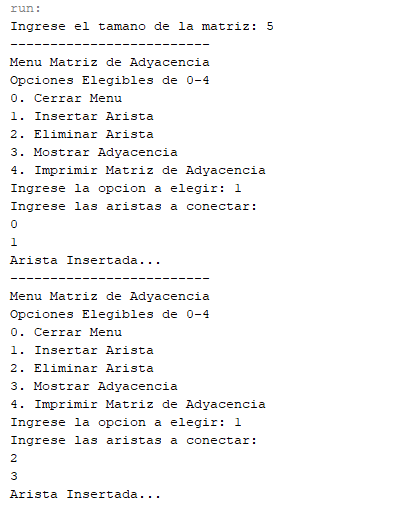 run:
Ingrese el tamano de la matriz: 5
-------------------------
Menu Matriz de Adyacencia
Opciones Elegibles de 0-4
0. Cerrar Menu
1. Insertar Arista
2. Eliminar Arista
3. Mostrar Adyacencia
4. Imprimir Matriz de Adyacencia
Ingrese la opcion a elegir: 1
Ingrese las aristas a conectar:
0
1
Arista Insertada...
-------------------------
Menu Matriz de Adyacencia
Opciones Elegibles de 0-4
0. Cerrar Menu
1. Insertar Arista
2. Eliminar Arista
3. Mostrar Adyacencia
4. Imprimir Matriz de Adyacencia
Ingrese la opcion a elegir: 1
Ingrese las aristas a conectar:
2
3
Arista Insertada...